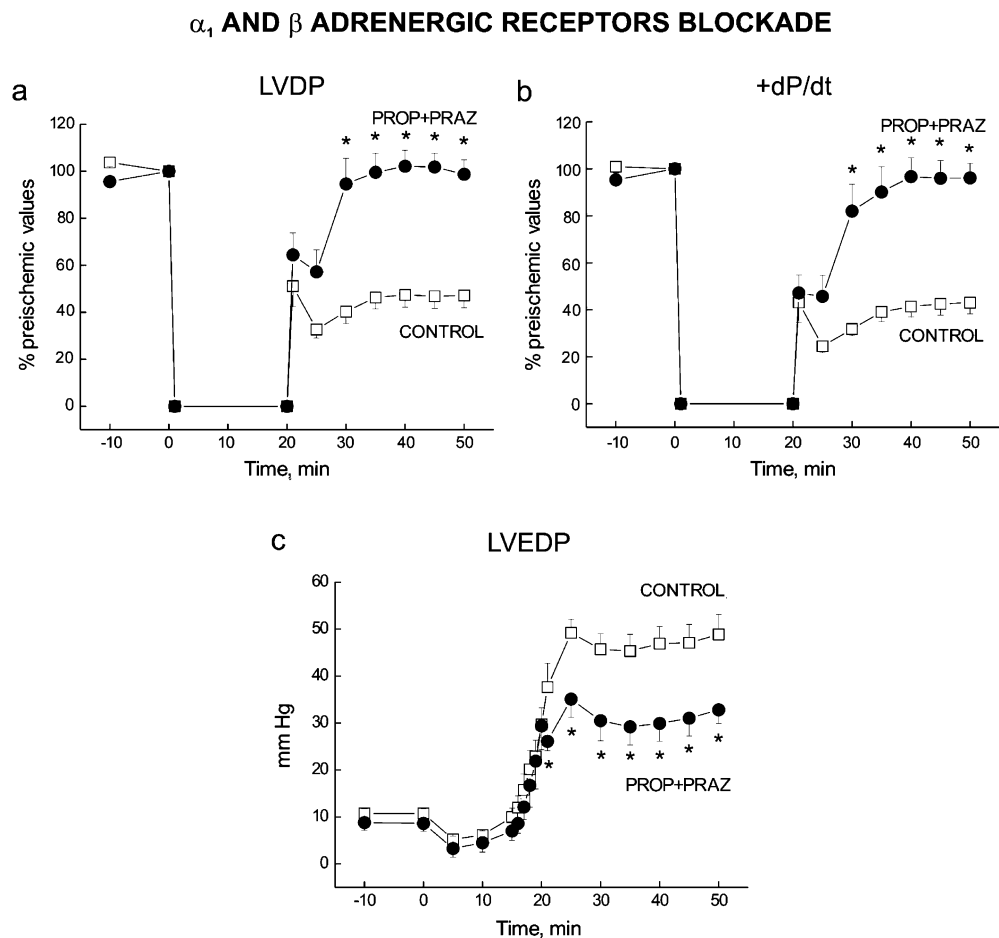 α₁ AND β ADRENERGIC RECEPTORS BLOCKADE
a
LVDP
% preischemic values
120
100
80
60
40
20
0
PROP+PRAZ
* * * * *
CONTROL
-10 0 10 20 30 40 50
Time, min
b
+dP/dt
% preischemic values
120
100
80
60
40
20
0
PROP+PRAZ
* * * * *
CONTROL
-10 0 10 20 30 40 50
Time, min
c
LVEDP
mm Hg
60
50
40
30
20
10
0
CONTROL
* * * * * * *
PROP+PRAZ
-10 0 10 20 30 40 50
Time, min